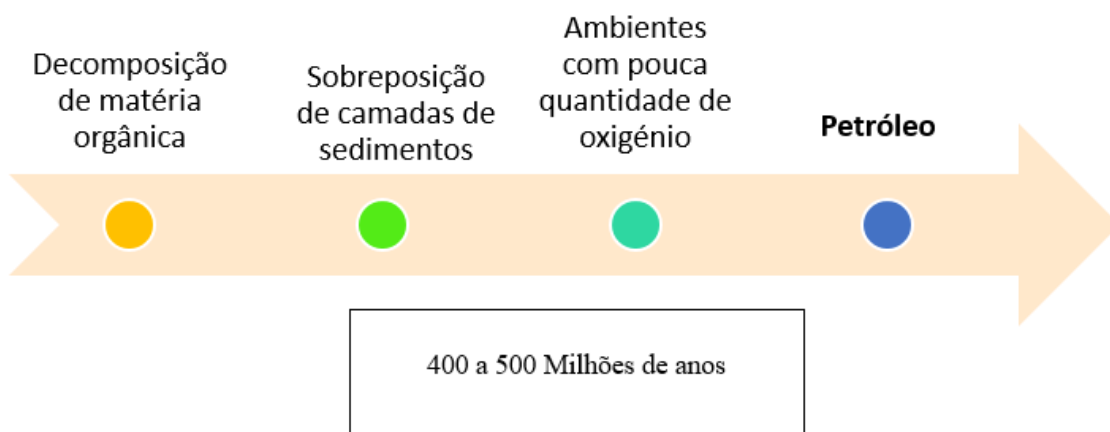 Decomposição
de matéria
orgânica
Sobreposição
de camadas de
sedimentos
Ambientes
com pouca
quantidade de
oxigénio
Petróleo
400 a 500 Milhões de anos